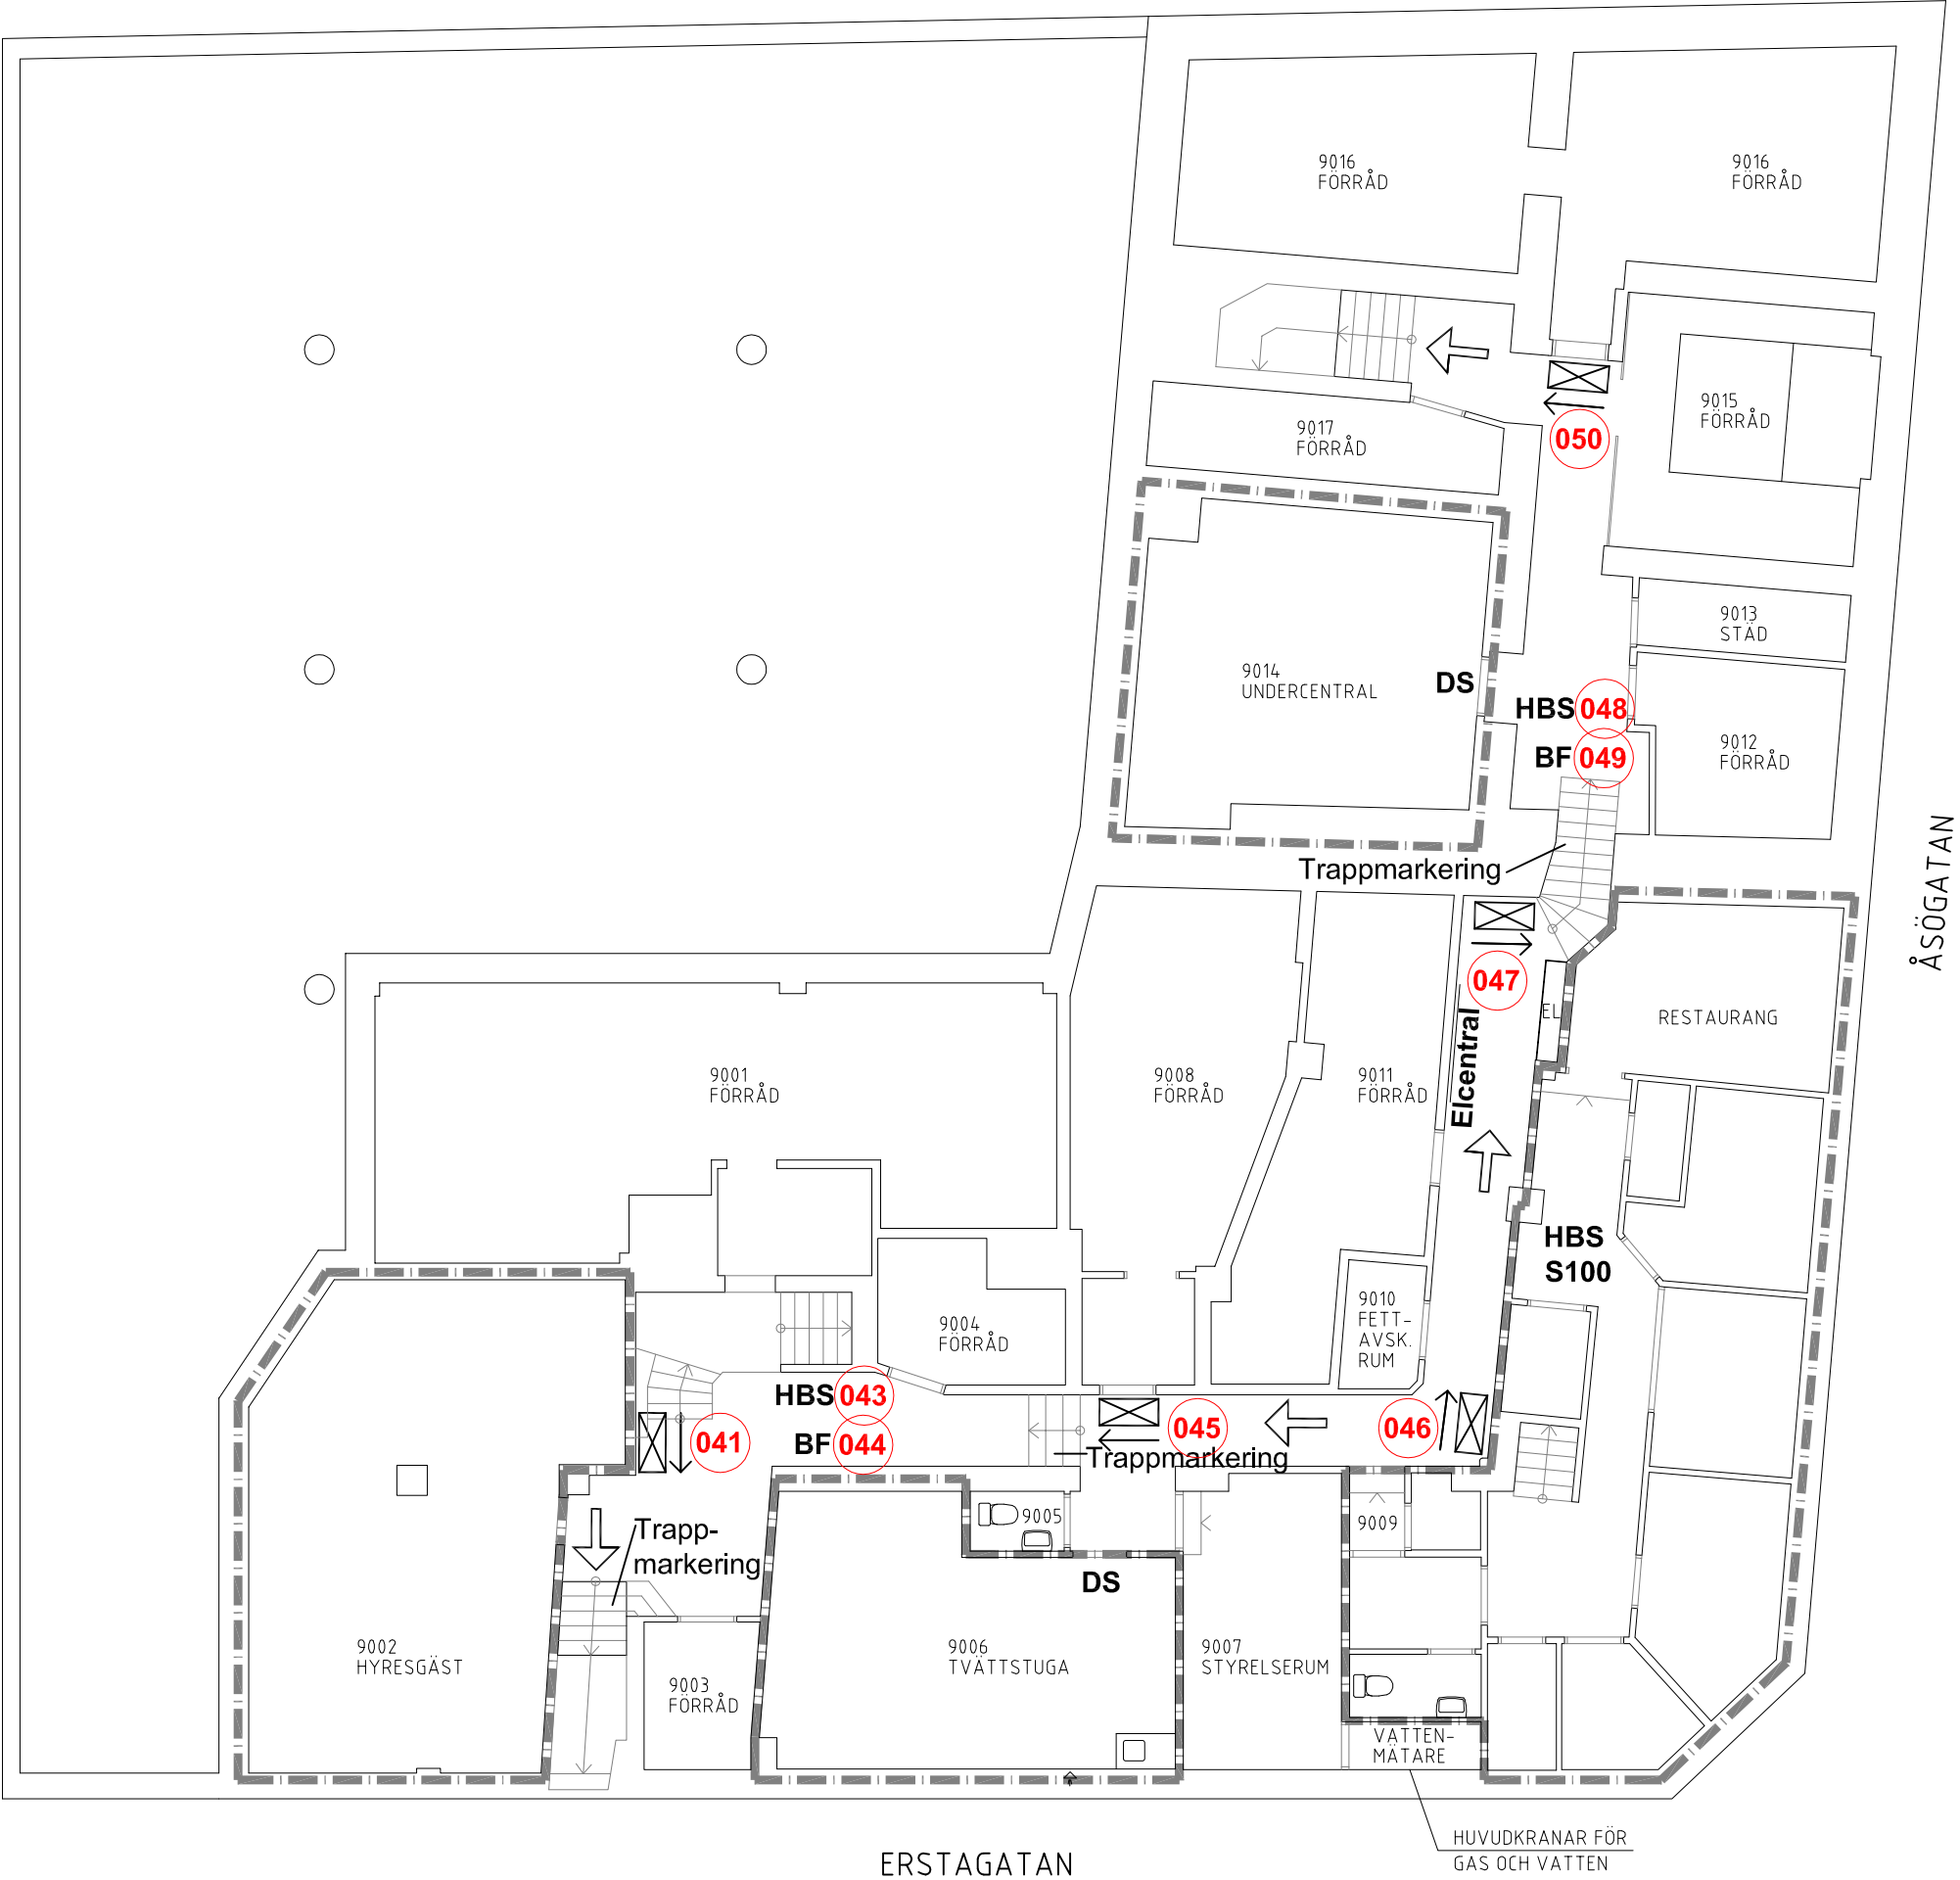 9016
FÖRRÅD
9016
FÖRRÅD
9015
FÖRRÅD
9017
FÖRRÅD
050
9013
STÄD
9014
UNDERCENTRAL
DS
HBS 048
BF 049
9012
FÖRRÅD
Trappmarkering
ÅSÖGATAN
047
EL
Elcentral
RESTAURANG
9001
FÖRRÅD
9008
FÖRRÅD
9011
FÖRRÅD
HBS
S100
9004
FÖRRÅD
9010
FETT-
AVSK.
RUM
HBS 043
BF 044
041
045
046
Trappmarkering
Trapp-
markering
9005
9009
DS
9002
HYRESGÄST
9003
FÖRRÅD
9006
TVÄTTSTUGA
9007
STYRELSERUM
VATTEN-
MÄTARE
HUVUDKRANAR FÖR
GAS OCH VATTEN
ERSTAGATAN